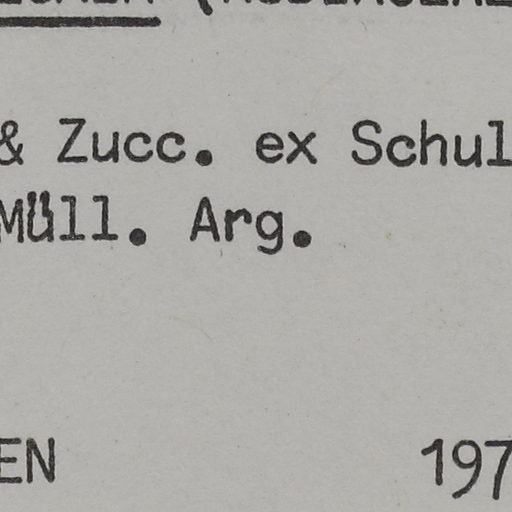 & Zucc. ex Schul
Müll. Arg.
EN 197